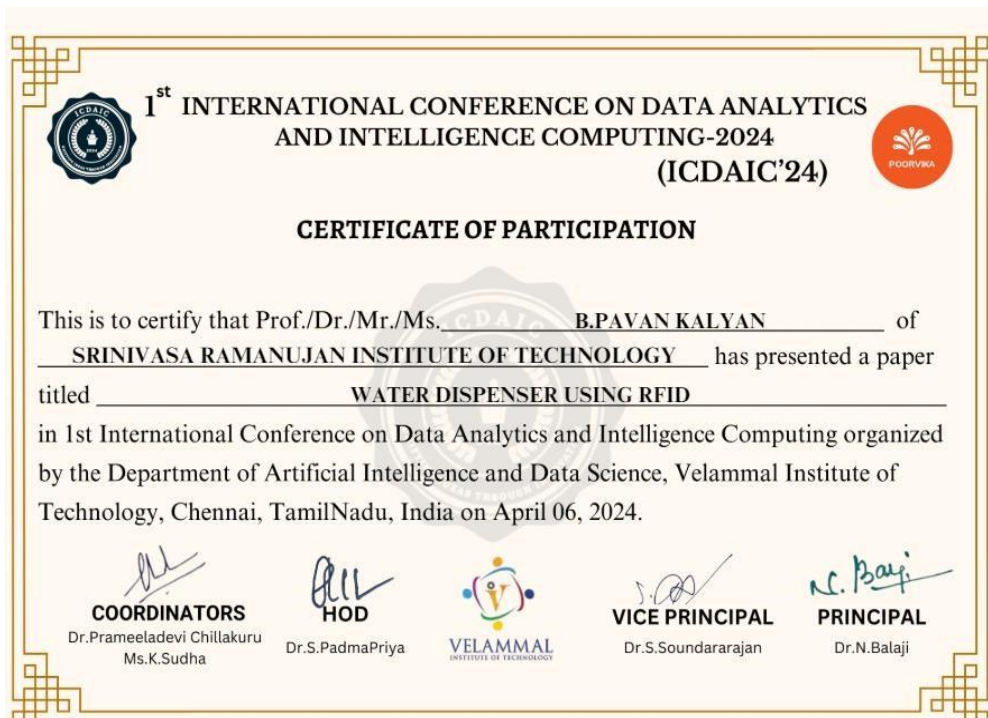 1st INTERNATIONAL CONFERENCE ON DATA ANALYTICS
AND INTELLIGENCE COMPUTING-2024
(ICDAIC’24)
ICDAIC
2024
POORVIKA
CERTIFICATE OF PARTICIPATION
This is to certify that Prof./Dr./Mr./Ms. B.PAVAN KALYAN of
SRINIVASA RAMANUJAN INSTITUTE OF TECHNOLOGY has presented a paper
titled WATER DISPENSER USING RFID
in 1st International Conference on Data Analytics and Intelligence Computing organized
by the Department of Artificial Intelligence and Data Science, Velammal Institute of
Technology, Chennai, TamilNadu, India on April 06, 2024.
COORDINATORS
Dr.Prameeladevi Chillakuru
Ms.K.Sudha
HOD
Dr.S.PadmaPriya
V
VELAMMAL
INSTITUTE OF TECHNOLOGY
VICE PRINCIPAL
Dr.S.Soundararajan
N. Balaji
PRINCIPAL
Dr.N.Balaji